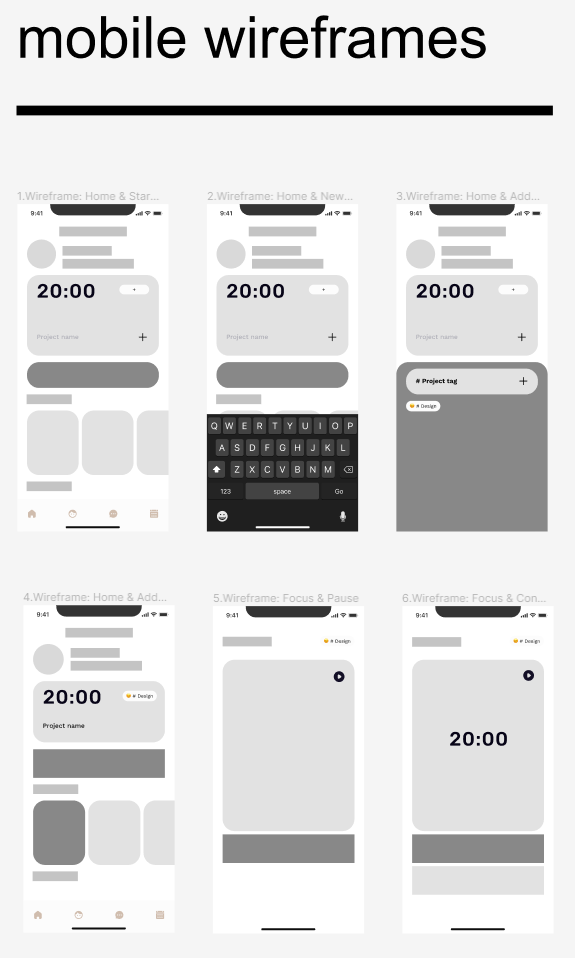 mobile wireframes
1.Wireframe: Home & Star...
2.Wireframe: Home & New...
3.Wireframe: Home & Add...
9:41
9:41
9:41
20:00
+
20:00
+
20:00
+
Project name
+
Project name
+
Project name
+
# Project tag
+
😊 # Design
Q W E R T Y U I O P
A S D F G H J K L
Z X C V B N M
123
space
Go
4.Wireframe: Home & Add...
5.Wireframe: Focus & Pause
6.Wireframe: Focus & Con...
9:41
9:41
9:41
😊 # Design
😊 # Design
20:00
😊 # Design
Project name
20:00